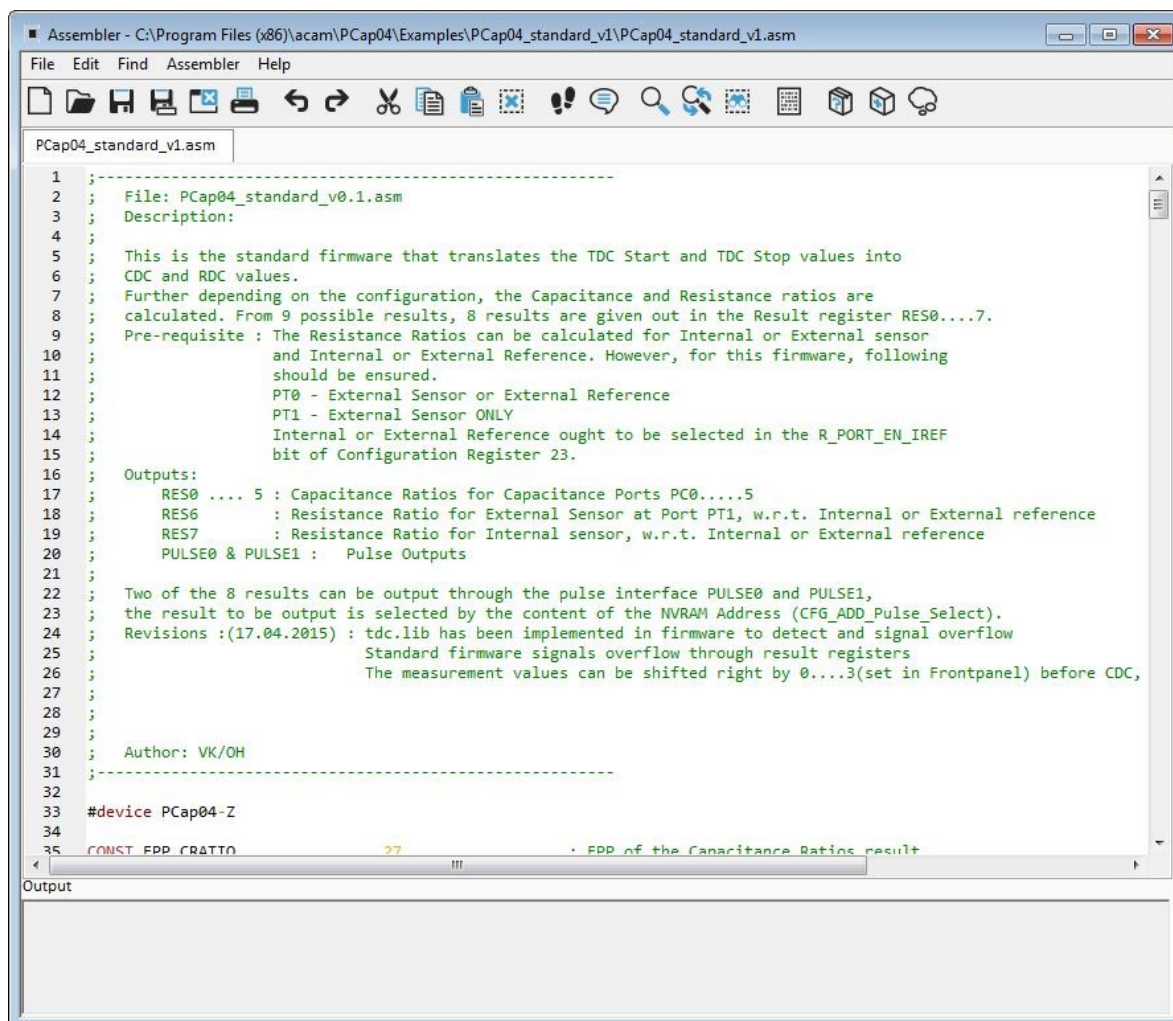 Assembler - C:\Program Files (x86)\acam\PCap04\Examples\PCap04_standard_v1\PCap04_standard_v1.asm
File Edit Find Assembler Help
PCap04_standard_v1.asm
1 ;--------------------------------------------------------
2 ; File: PCap04_standard_v0.1.asm
3 ; Description:
4 ;
5 ; This is the standard firmware that translates the TDC Start and TDC Stop values into
6 ; CDC and RDC values.
7 ; Further depending on the configuration, the Capacitance and Resistance ratios are
8 ; calculated. From 9 possible results, 8 results are given out in the Result register RES0....7.
9 ; Pre-requisite : The Resistance Ratios can be calculated for Internal or External sensor
10 ; and Internal or External Reference. However, for this firmware, following
11 ; should be ensured.
12 ; PT0 - External Sensor or External Reference
13 ; PT1 - External Sensor ONLY
14 ; Internal or External Reference ought to be selected in the R_PORT_EN_IREF
15 ; bit of Configuration Register 23.
16 ; Outputs:
17 ; RES0 .... 5 : Capacitance Ratios for Capacitance Ports PC0.....5
18 ; RES6 : Resistance Ratio for External Sensor at Port PT1, w.r.t. Internal or External reference
19 ; RES7 : Resistance Ratio for Internal sensor, w.r.t. Internal or External reference
20 ; PULSE0 & PULSE1 : Pulse Outputs
21 ;
22 ; Two of the 8 results can be output through the pulse interface PULSE0 and PULSE1,
23 ; the result to be output is selected by the content of the NVRAM Address (CFG_ADD_Pulse_Select).
24 ; Revisions :(17.04.2015) : tdc.lib has been implemented in firmware to detect and signal overflow
25 ; Standard firmware signals overflow through result registers
26 ; The measurement values can be shifted right by 0....3(set in Frontpanel) before CDC,
27 ;
28 ;
29 ;
30 ; Author: VK/OH
31 ;--------------------------------------------------------
32
33 #device PCap04-Z
34
35 CONST FPP_CRATIO 27 ; FPP of the Capacitance Ratios result
Output